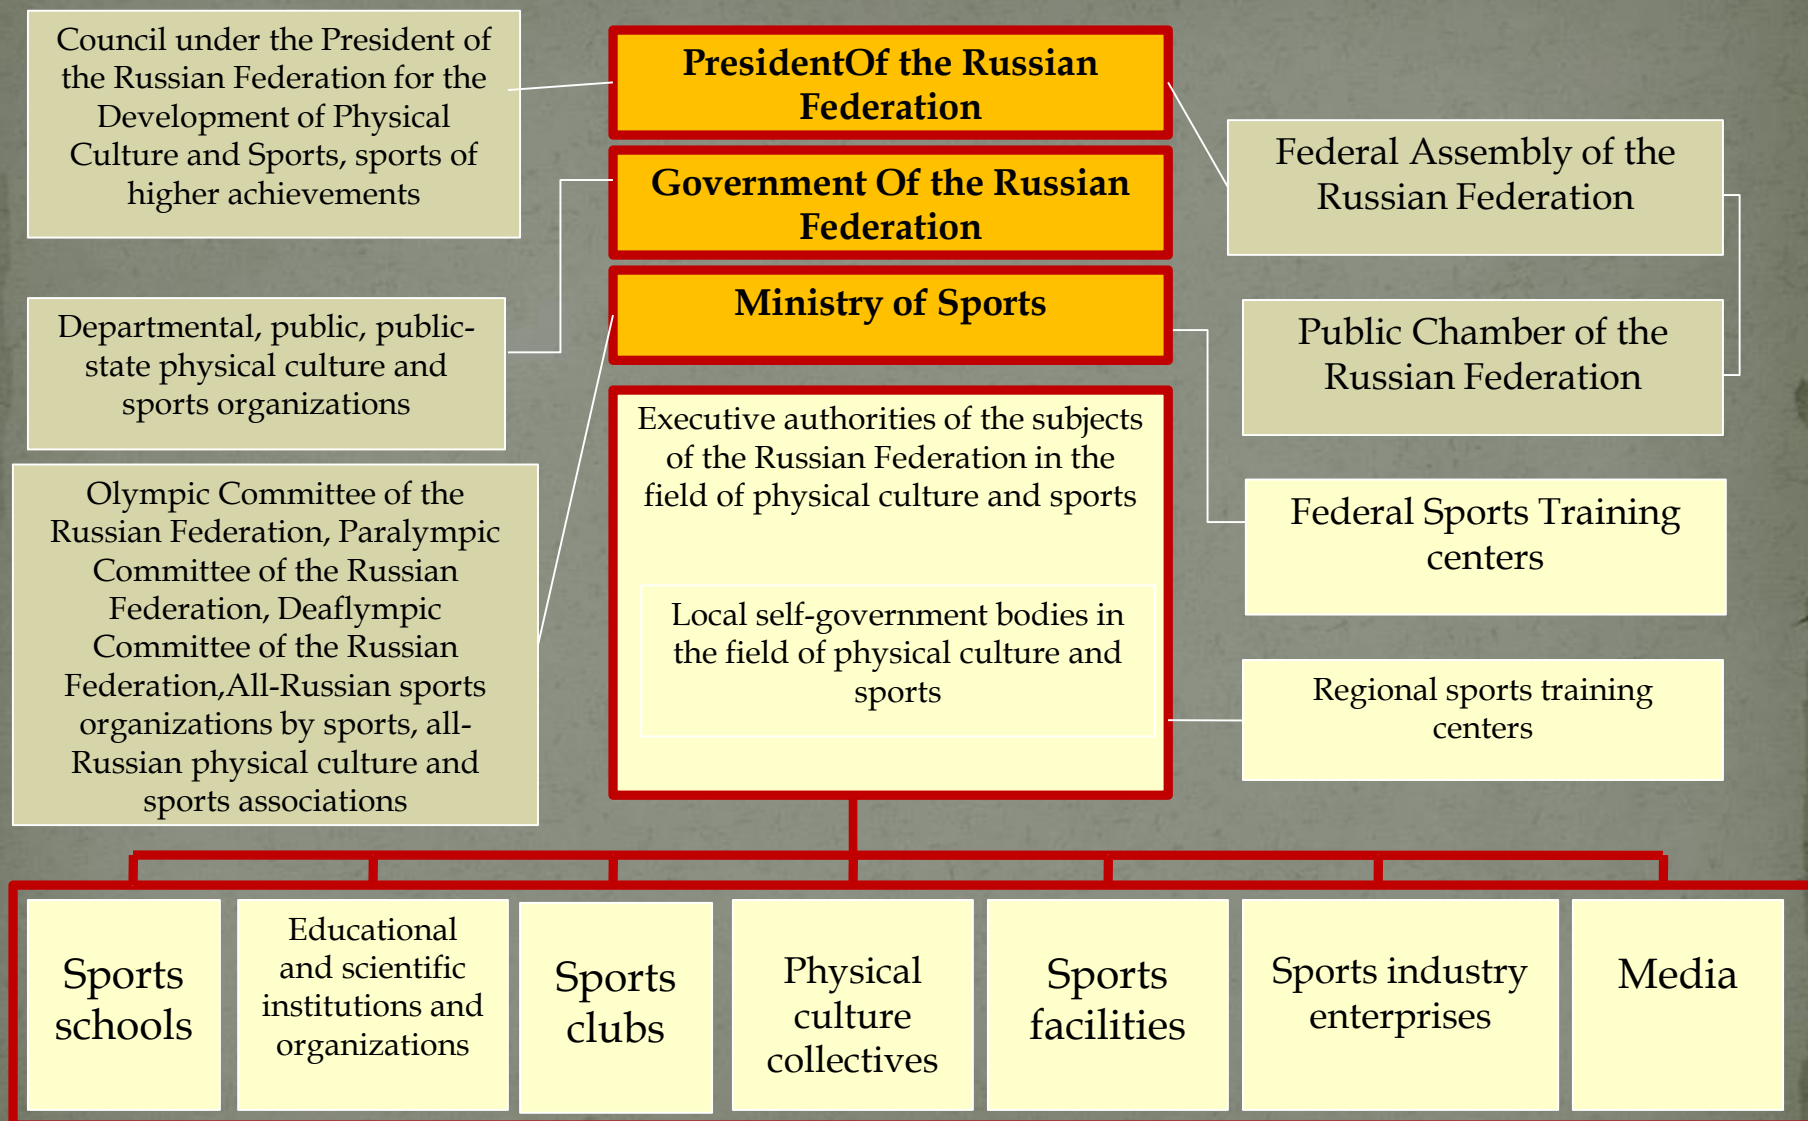 Council under the President of
the Russian Federation for the
Development of Physical
Culture and Sports, sports of
higher achievements
PresidentOf the Russian
Federation
Government Of the Russian
Federation
Ministry of Sports
Federal Assembly of the
Russian Federation
Departmental, public, public-
state physical culture and
sports organizations
Public Chamber of the
Russian Federation
Executive authorities of the subjects
of the Russian Federation in the
field of physical culture and sports
Local self-government bodies in
the field of physical culture and
sports
Olympic Committee of the
Russian Federation, Paralympic
Committee of the Russian
Federation, Deaflympic
Committee of the Russian
Federation,All-Russian sports
organizations by sports, all-
Russian physical culture and
sports associations
Federal Sports Training
centers
Regional sports training
centers
Sports
schools
Educational
and scientific
institutions and
organizations
Sports
clubs
Physical
culture
collectives
Sports
facilities
Sports industry
enterprises
Media